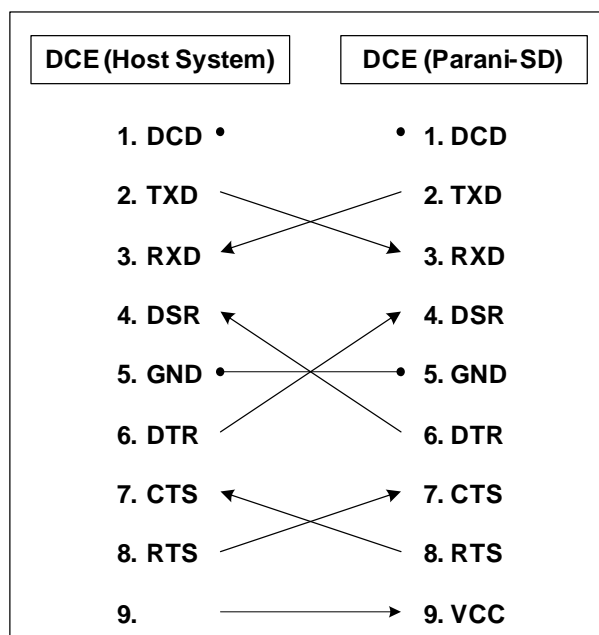 DCE (Host System) DCE (Parani-SD)
1. DCD 1. DCD
2. TXD 2. TXD
3. RXD 3. RXD
4. DSR 4. DSR
5. GND 5. GND
6. DTR 6. DTR
7. CTS 7. CTS
8. RTS 8. RTS
9. 9. VCC